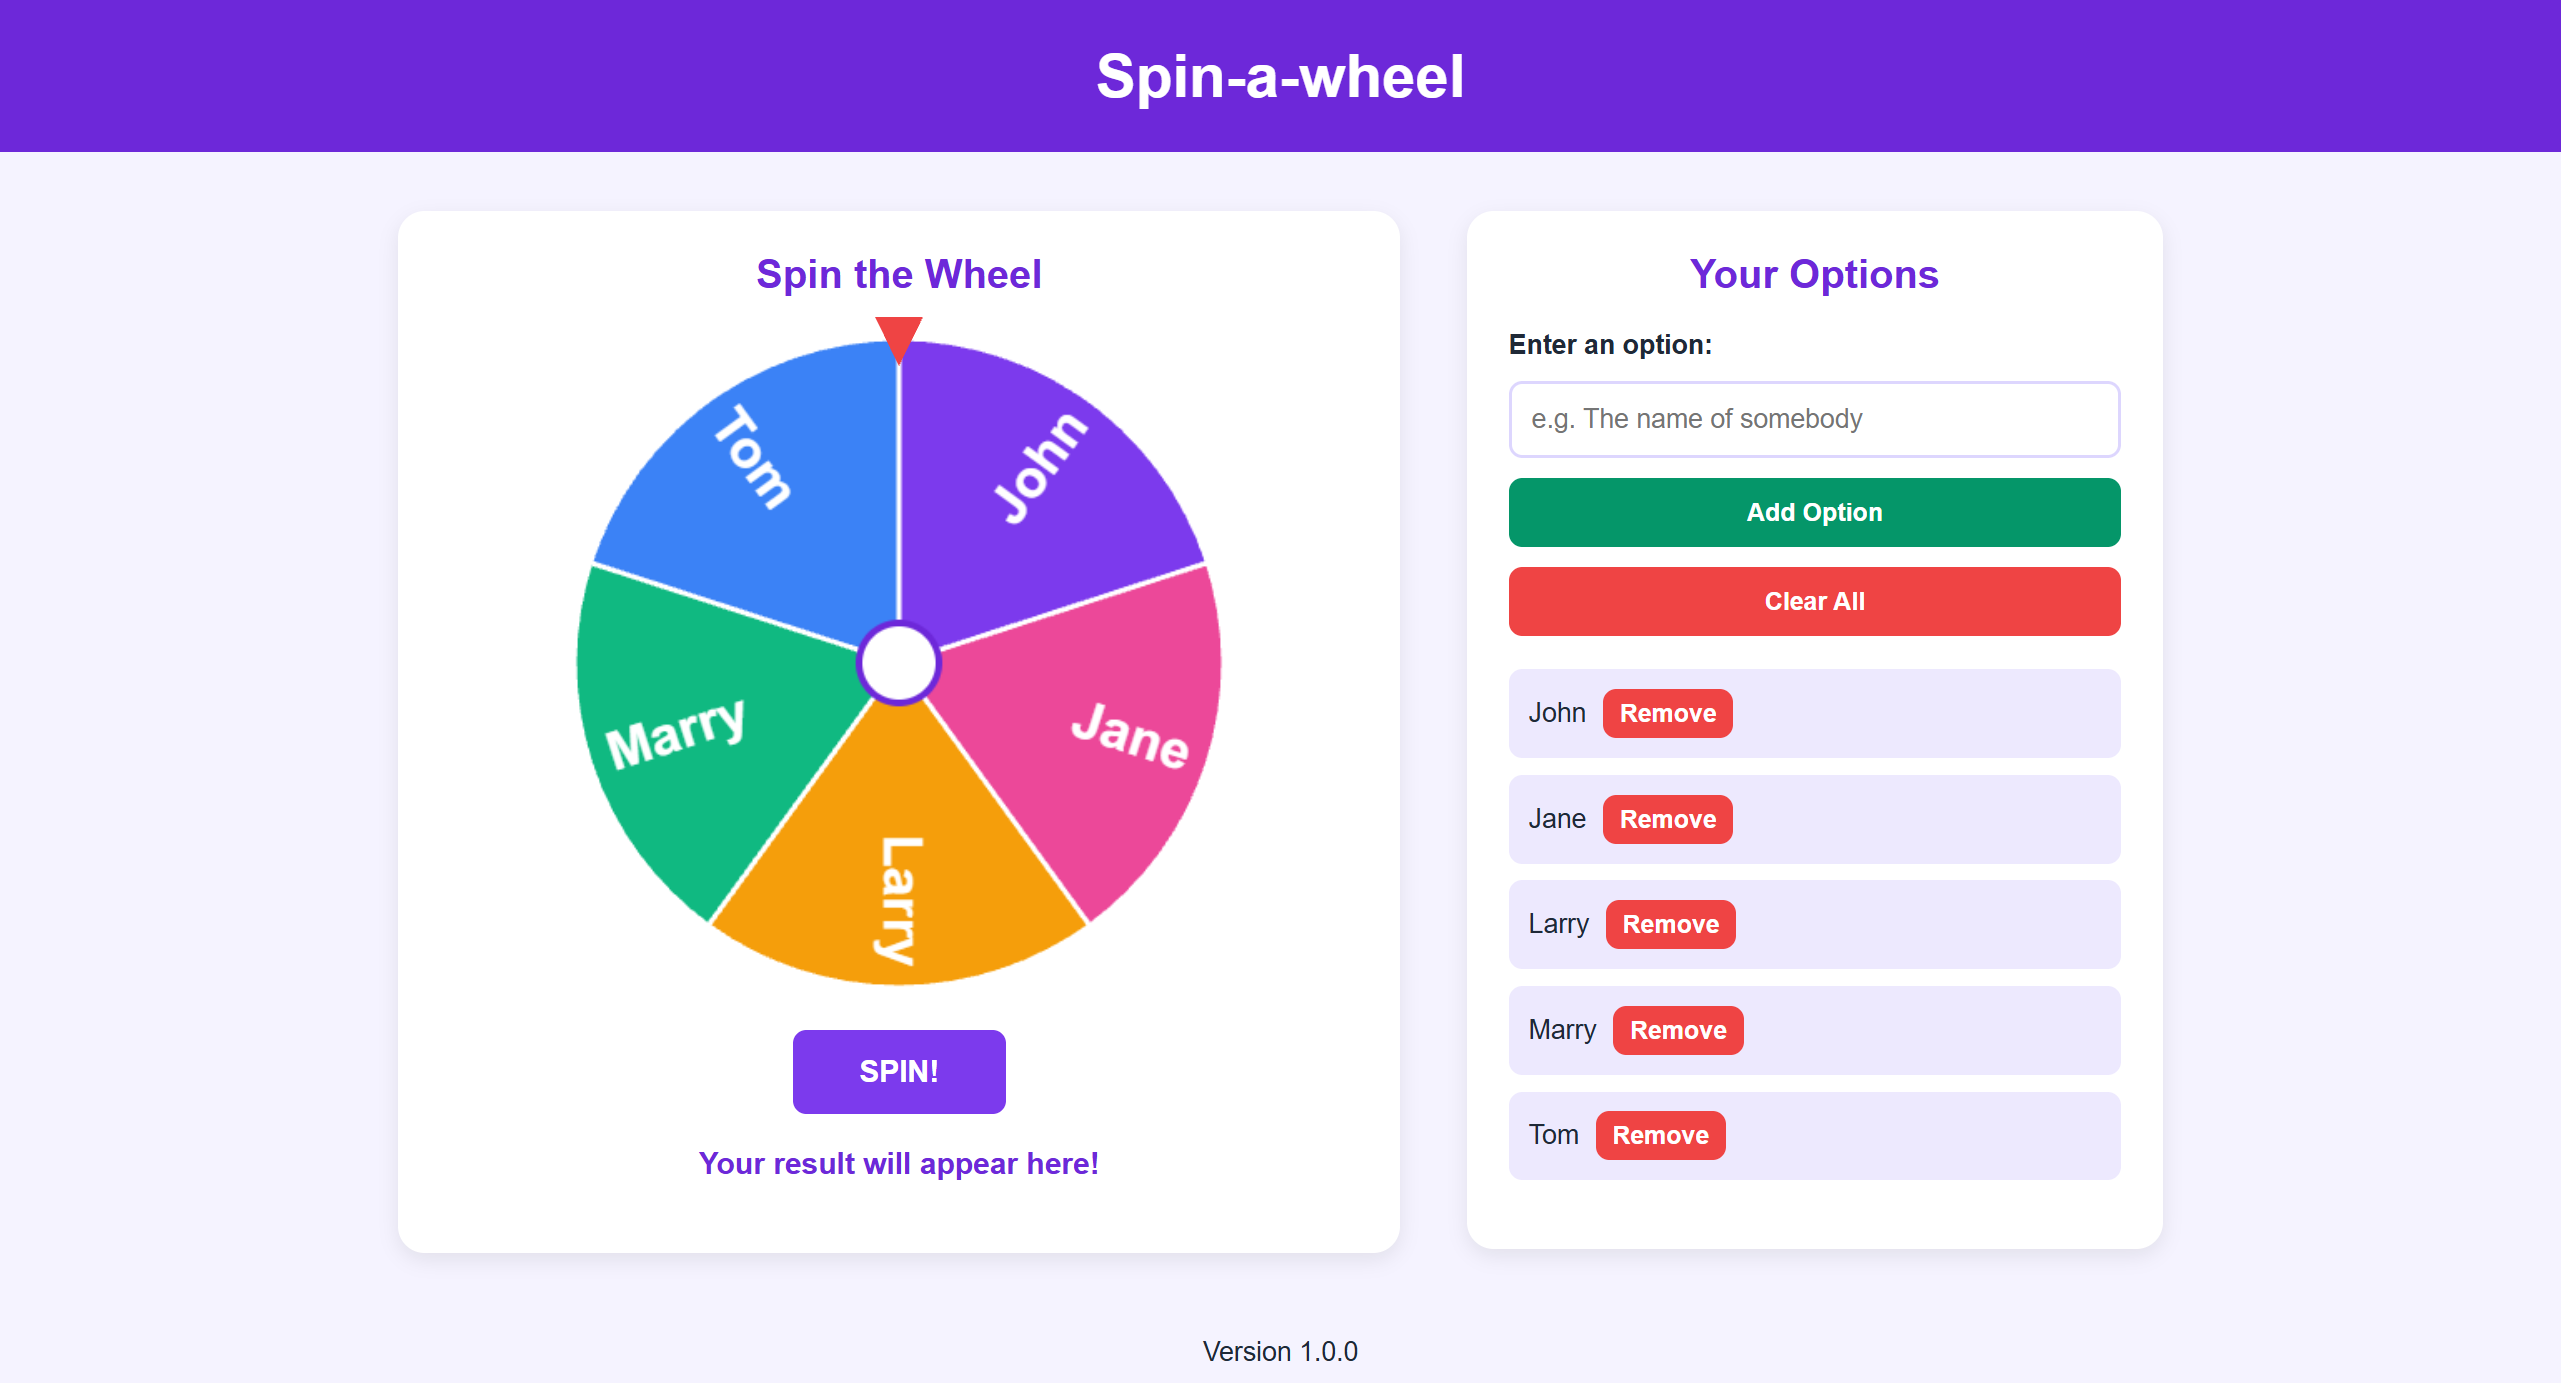 Spin-a-wheel
Spin the Wheel
Tom
John
Marry
Jane
Larry
SPIN!
Your result will appear here!
Your Options
Enter an option:
e.g. The name of somebody
Add Option
Clear All
John Remove
Jane Remove
Larry Remove
Marry Remove
Tom Remove
Version 1.0.0